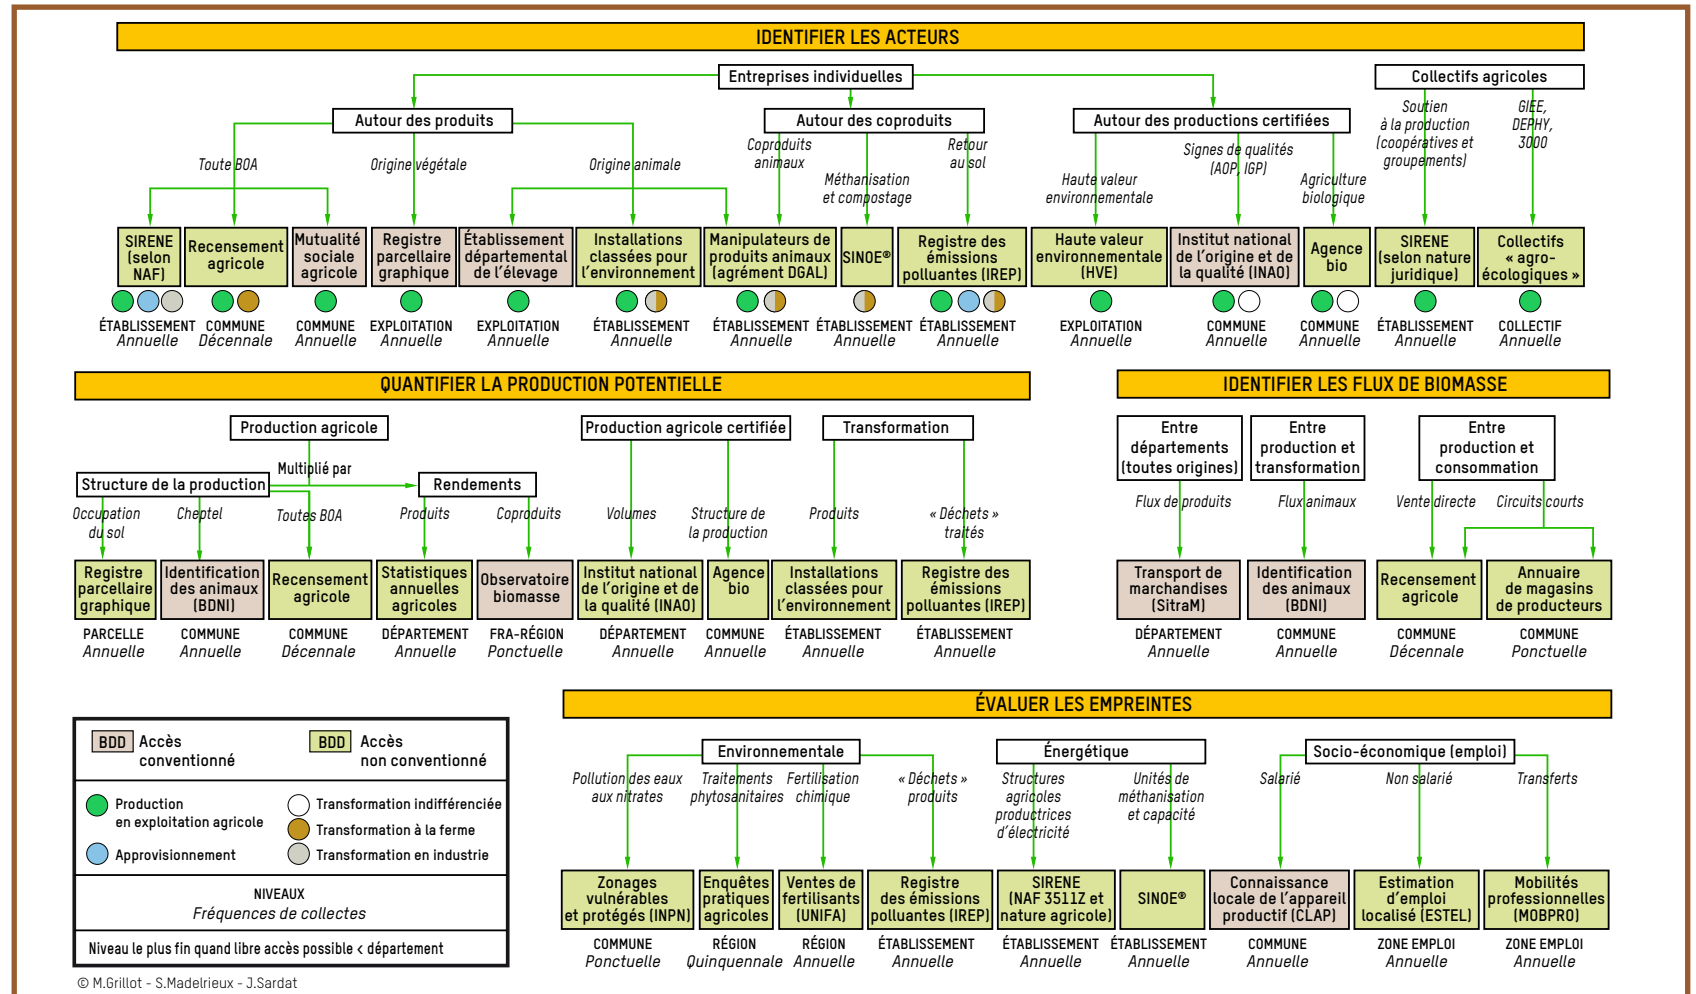 IDENTIFIER LES ACTEURS
Entreprises individuelles
Collectifs agricoles
Autour des produits
Autour des coproduits
Autour des productions certifiées
Toute BOA
Origine végétale
Origine animale
Coproduits
animaux
Méthanisation
et compostage
Retour
au sol
Haute valeur
environnementale
Signes de qualités
(AOP, IGP)
Agriculture
biologique
Soutien
à la production
(coopératives et
groupements)
GIEE,
DEPHY,
3000
SIRENE
(selon
NAF)
Recensement
agricole
Mutualité
sociale
agricole
Registre
parcellaire
graphique
Établissement
départemental
de l'élevage
Installations
classées pour
l'environnement
Manipulateurs de
produits animaux
(agrément DGAL)
SINOE®
Registre des
émissions
polluantes (IREP)
Haute valeur
environnementale
(HVE)
Institut national
de l'origine et de
la qualité (INAO)
Agence
bio
SIRENE
(selon nature
juridique)
Collectifs
« agro-
écologiques »
ÉTABLISSEMENT
Annuelle
COMMUNE
Décennale
COMMUNE
Annuelle
EXPLOITATION
Annuelle
EXPLOITATION
Annuelle
ÉTABLISSEMENT
Annuelle
ÉTABLISSEMENT
Annuelle
ÉTABLISSEMENT
Annuelle
ÉTABLISSEMENT
Annuelle
EXPLOITATION
Annuelle
COMMUNE
Annuelle
COMMUNE
Annuelle
ÉTABLISSEMENT
Annuelle
COLLECTIF
Annuelle
QUANTIFIER LA PRODUCTION POTENTIELLE
Production agricole
Production agricole certifiée
Transformation
Multiplié par
Structure de la production
Rendements
Occupation
du sol
Cheptel
Toutes BOA
Produits
Coproduits
Volumes
Structure de
la production
Produits
« Déchets »
traités
Registre
parcellaire
graphique
Identification
des animaux
(BDNI)
Recensement
agricole
Statistiques
annuelles
agricoles
Observatoire
biomasse
Institut national
de l'origine et de
la qualité (INAO)
Agence
bio
Installations
classées pour
l'environnement
Registre des
émissions
polluantes (IREP)
PARCELLE
Annuelle
COMMUNE
Annuelle
COMMUNE
Décennale
DÉPARTEMENT
Annuelle
FRA-RÉGION
Ponctuelle
DÉPARTEMENT
Annuelle
COMMUNE
Annuelle
ÉTABLISSEMENT
Annuelle
ÉTABLISSEMENT
Annuelle
IDENTIFIER LES FLUX DE BIOMASSE
Entre
départements
(toutes origines)
Entre
production et
transformation
Entre
production et
consommation
Flux de produits
Flux animaux
Vente directe
Circuits courts
Transport de
marchandises
(SitraM)
Identification
des animaux
(BDNI)
Recensement
agricole
Annuaire
de magasins
de producteurs
DÉPARTEMENT
Annuelle
COMMUNE
Annuelle
COMMUNE
Décennale
COMMUNE
Ponctuelle
ÉVALUER LES EMPREINTES
Environnementale
Énergétique
Socio-économique (emploi)
Pollution des eaux
aux nitrates
Traitements
phytosanitaires
Fertilisation
chimique
« Déchets »
produits
Structures
agricoles
productrices
d'électricité
Unités de
méthanisation
et capacité
Salarié
Non salarié
Transferts
Zonages
vulnérables
et protégés (INPN)
Enquêtes
pratiques
agricoles
Ventes de
fertilisants
(UNIFA)
Registre
des émissions
polluantes (IREP)
SIRENE
(NAF 3511Z et
nature agricole)
SINOE®
Connaissance
locale de l'appareil
productif (CLAP)
Estimation
d'emploi
localisé (ESTEL)
Mobilités
professionnelles
(MOBPRO)
COMMUNE
Ponctuelle
RÉGION
Quinquennale
RÉGION
Annuelle
ÉTABLISSEMENT
Annuelle
ÉTABLISSEMENT
Annuelle
ÉTABLISSEMENT
Annuelle
COMMUNE
Annuelle
ZONE EMPLOI
Annuelle
ZONE EMPLOI
Annuelle
BDD Accès
conventionné
BDD Accès
non conventionné
Production
en exploitation agricole
Approvisionnement
Transformation indifférenciée
Transformation à la ferme
Transformation en industrie
NIVEAUX
Fréquences de collectes
Niveau le plus fin quand libre accès possible < département
© M.Grillot - S.Madelrieux - J.Sardat